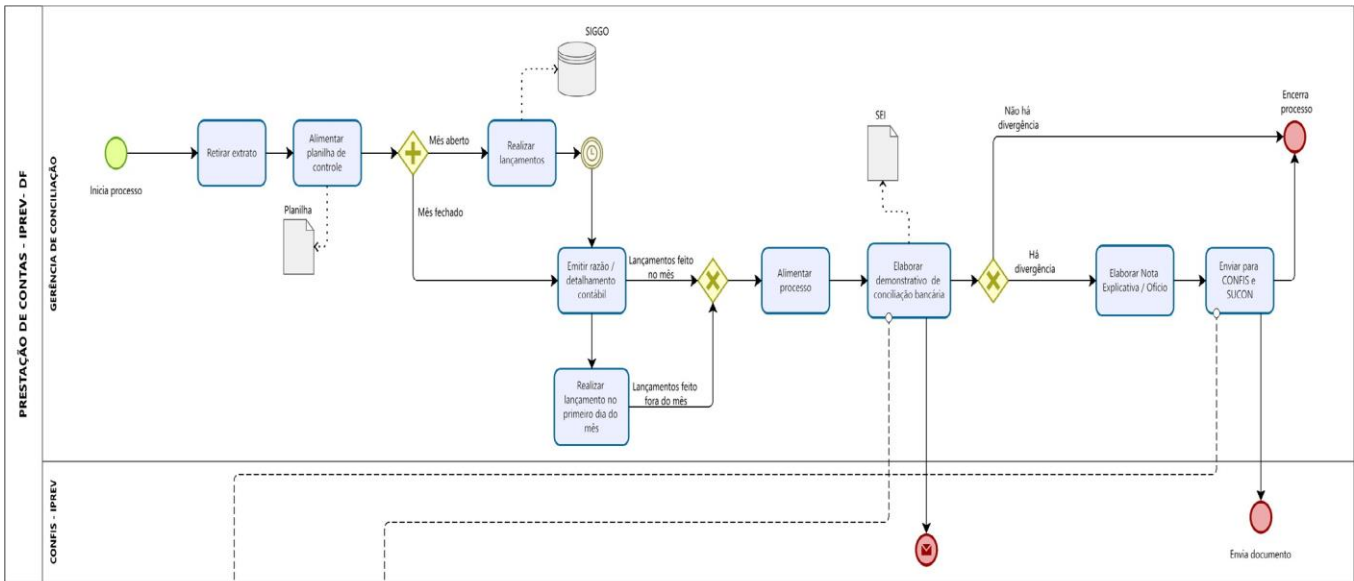 PRESTAÇÃO DE CONTAS - IPREV- DF
GERÊNCIA DE CONCILIAÇÃO
Inicia processo
Retirar extrato
Alimentar
planilha de
controle
Planilha
Mês aberto
Mês fechado
Realizar
lançamentos
SIGGO
Emitir razão /
detalhamento
contábil
Lançamentos feito
no mês
Realizar
lançamento no
primeiro dia do
mês
Lançamentos feito
fora do mês
Alimentar
processo
SEI
Elaborar
demonstrativo de
conciliação bancária
Não há
divergência
Há
divergência
Elaborar Nota
Explicativa / Ofício
Enviar para
CONFIS e
SUCON
Encerra
processo
CONFIS - IPREV
Envia documento